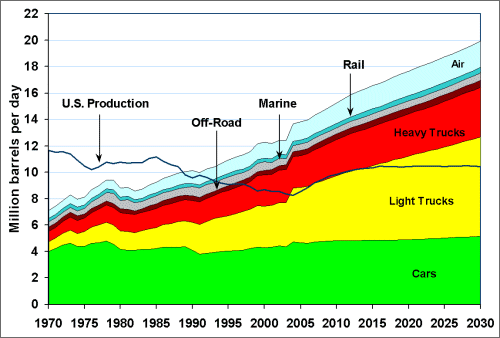 22
20
18
16
14
12
10
8
6
4
2
0
Million barrels per day
U.S. Production
Off-Road
Marine
Rail
Air
Heavy Trucks
Light Trucks
Cars
1970 1975 1980 1985 1990 1995 2000 2005 2010 2015 2020 2025 2030